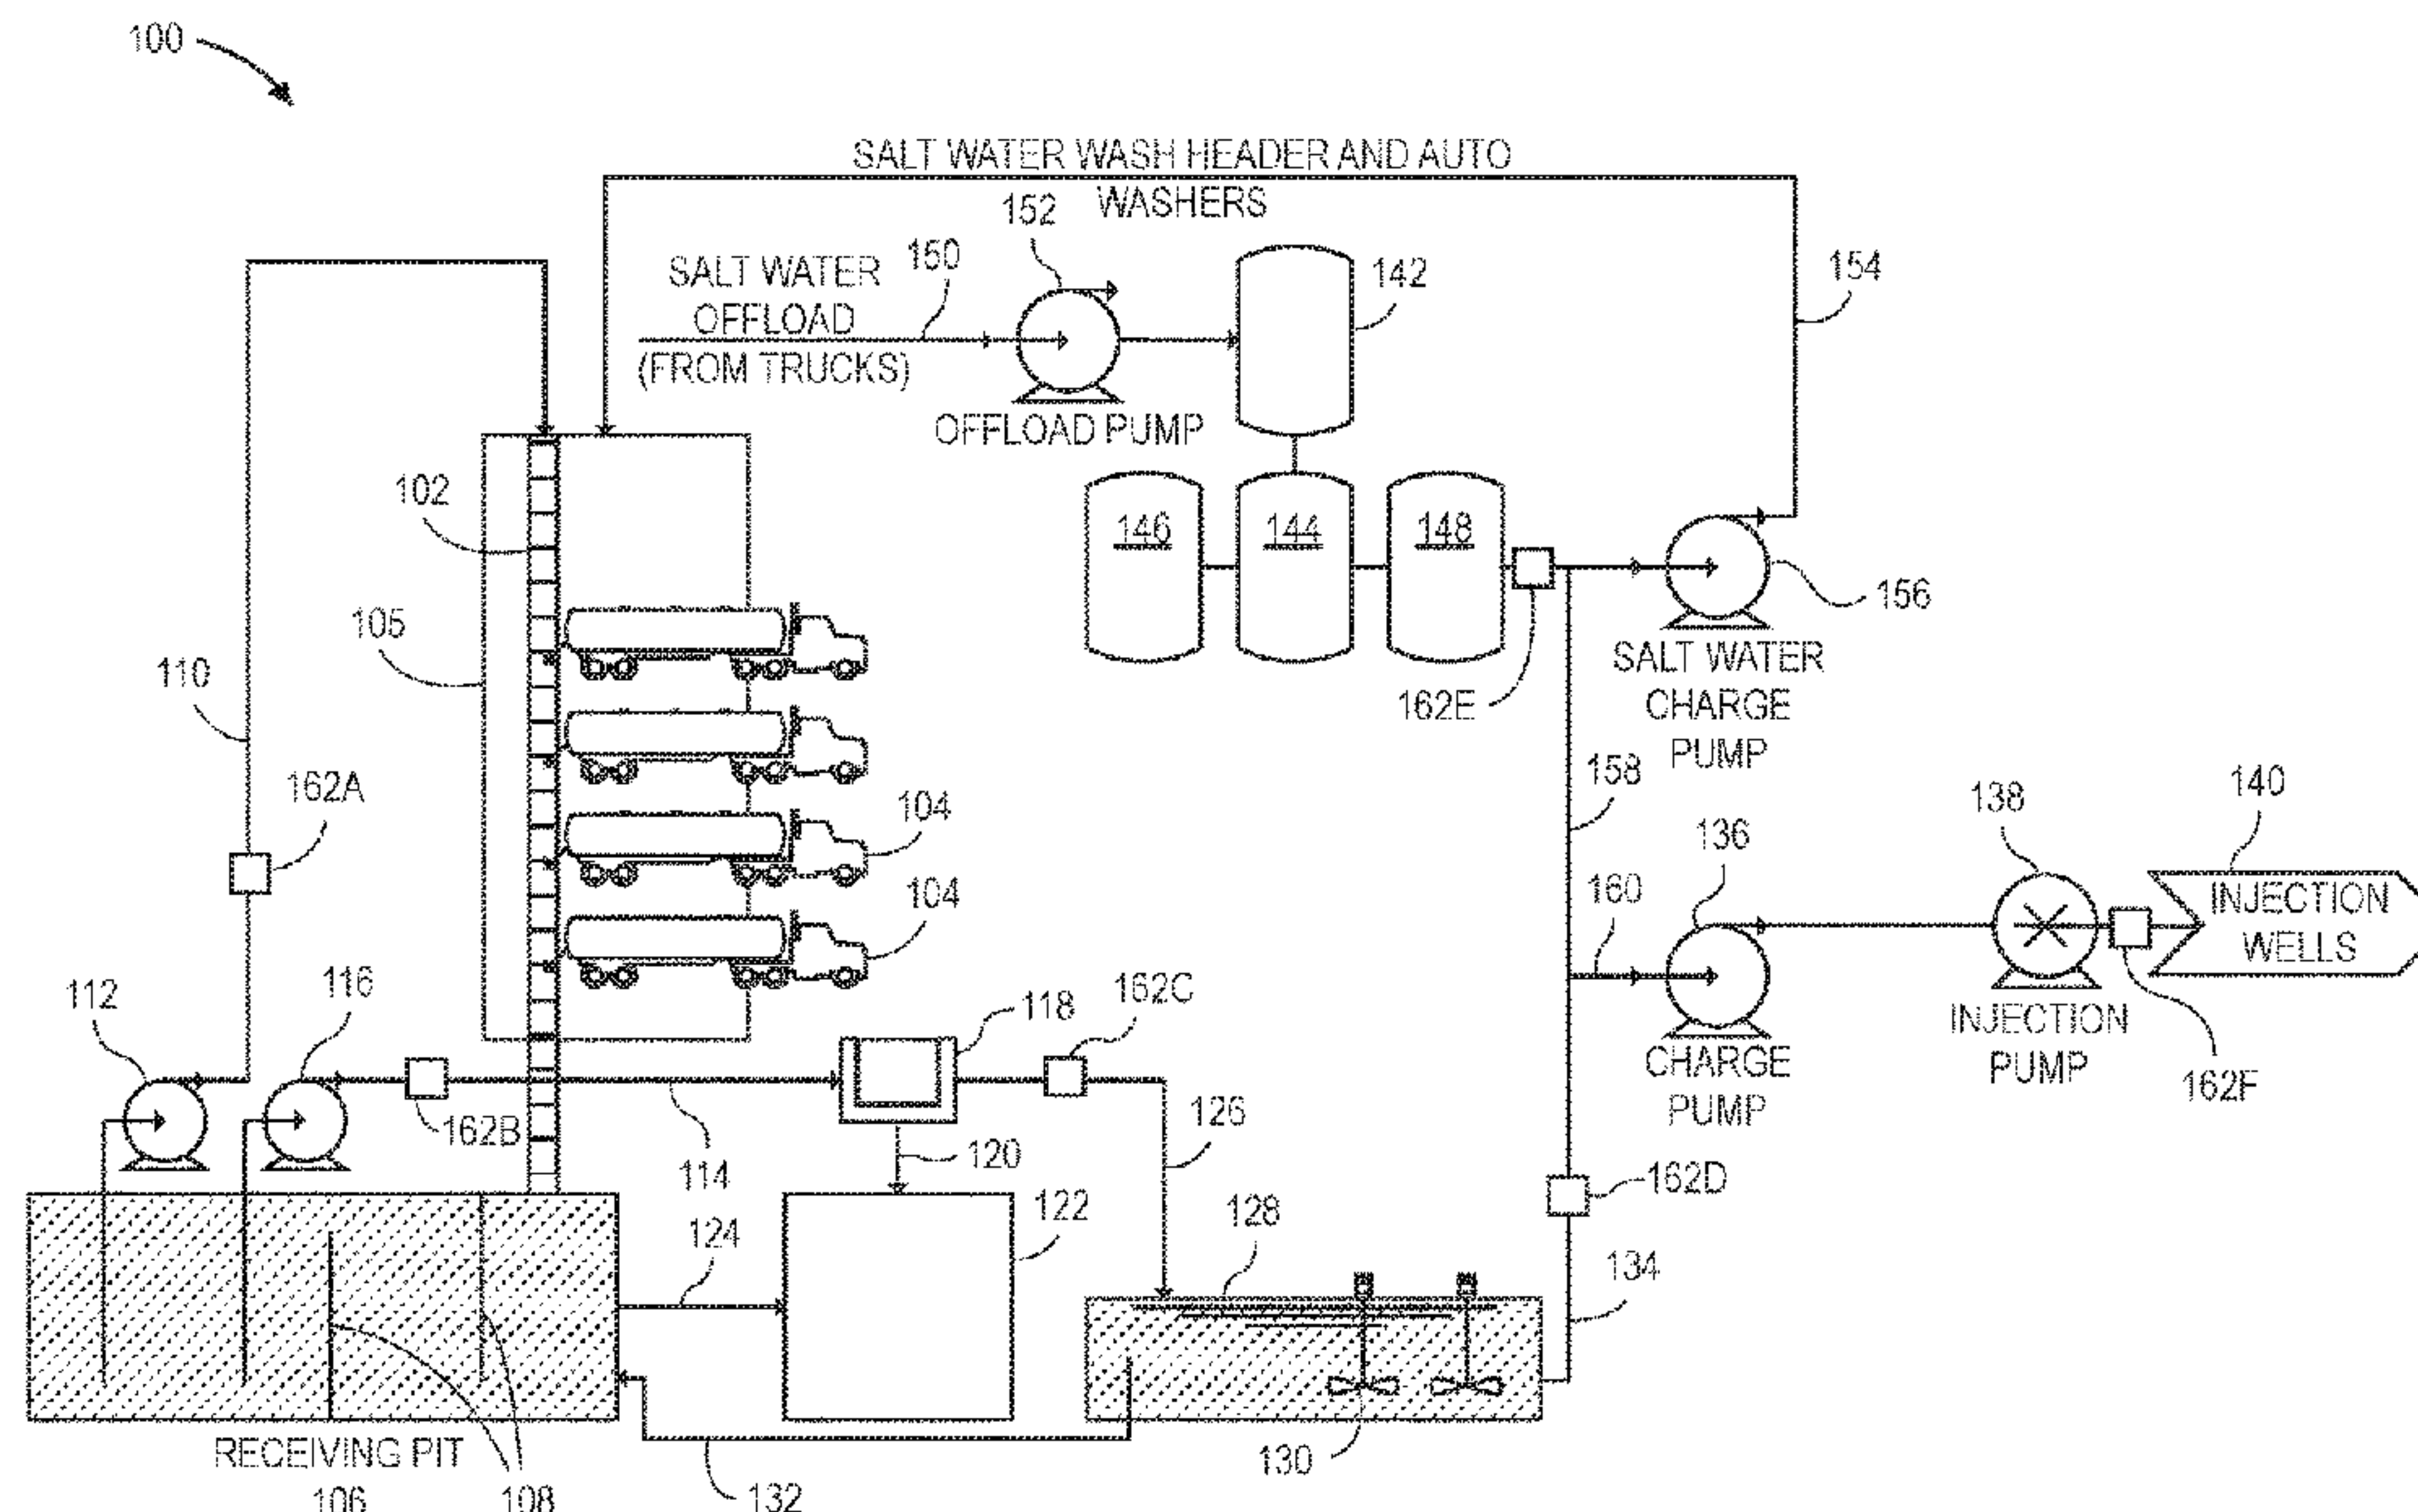 100
SALT WATER WASH HEADER AND AUTO
WASHERS
152
150
SALT WATER
OFFLOAD
(FROM TRUCKS)
142
154
OFFLOAD PUMP
102
146
144
148
156
105
SALT WATER
CHARGE
PUMP
162E
110
162A
158
104
136
138
140
160
INJECTION
WELLS
104
112
116
118
162C
INJECTION
PUMP
162F
CHARGE
PUMP
162B
114
120
126
162D
124
122
128
134
RECEIVING PIT
106
108
132
130